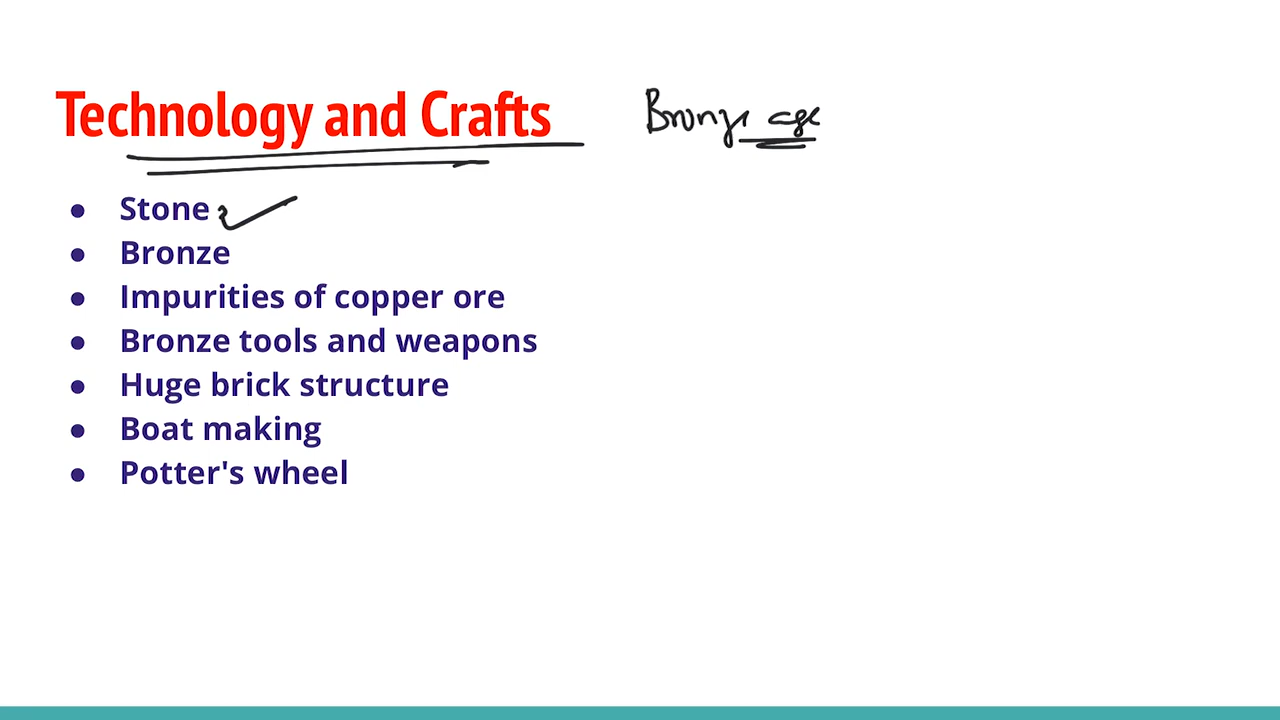 Technology and Crafts
Bronze age
● Stone
● Bronze
● Impurities of copper ore
● Bronze tools and weapons
● Huge brick structure
● Boat making
● Potter's wheel